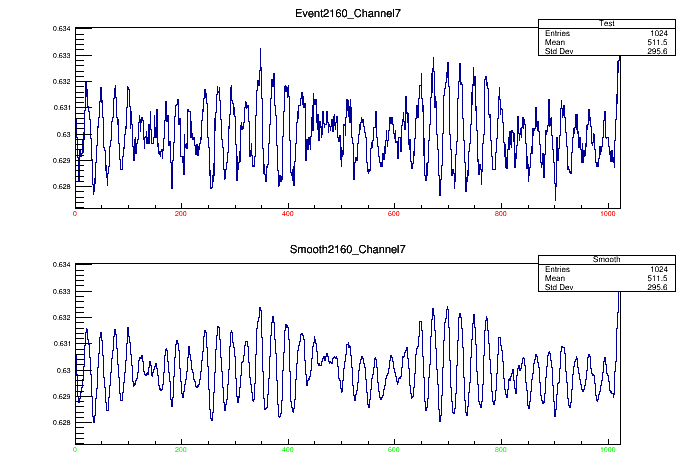 Event2160_Channel7
Test
Entries 1024
Mean 511.5
Std Dev 295.6
0.634
0.633
0.632
0.631
0.63
0.629
0.628
0 200 400 600 800 1000
Smooth2160_Channel7
Smooth
Entries 1024
Mean 511.5
Std Dev 295.6
0.634
0.633
0.632
0.631
0.63
0.629
0.628
0 200 400 600 800 1000